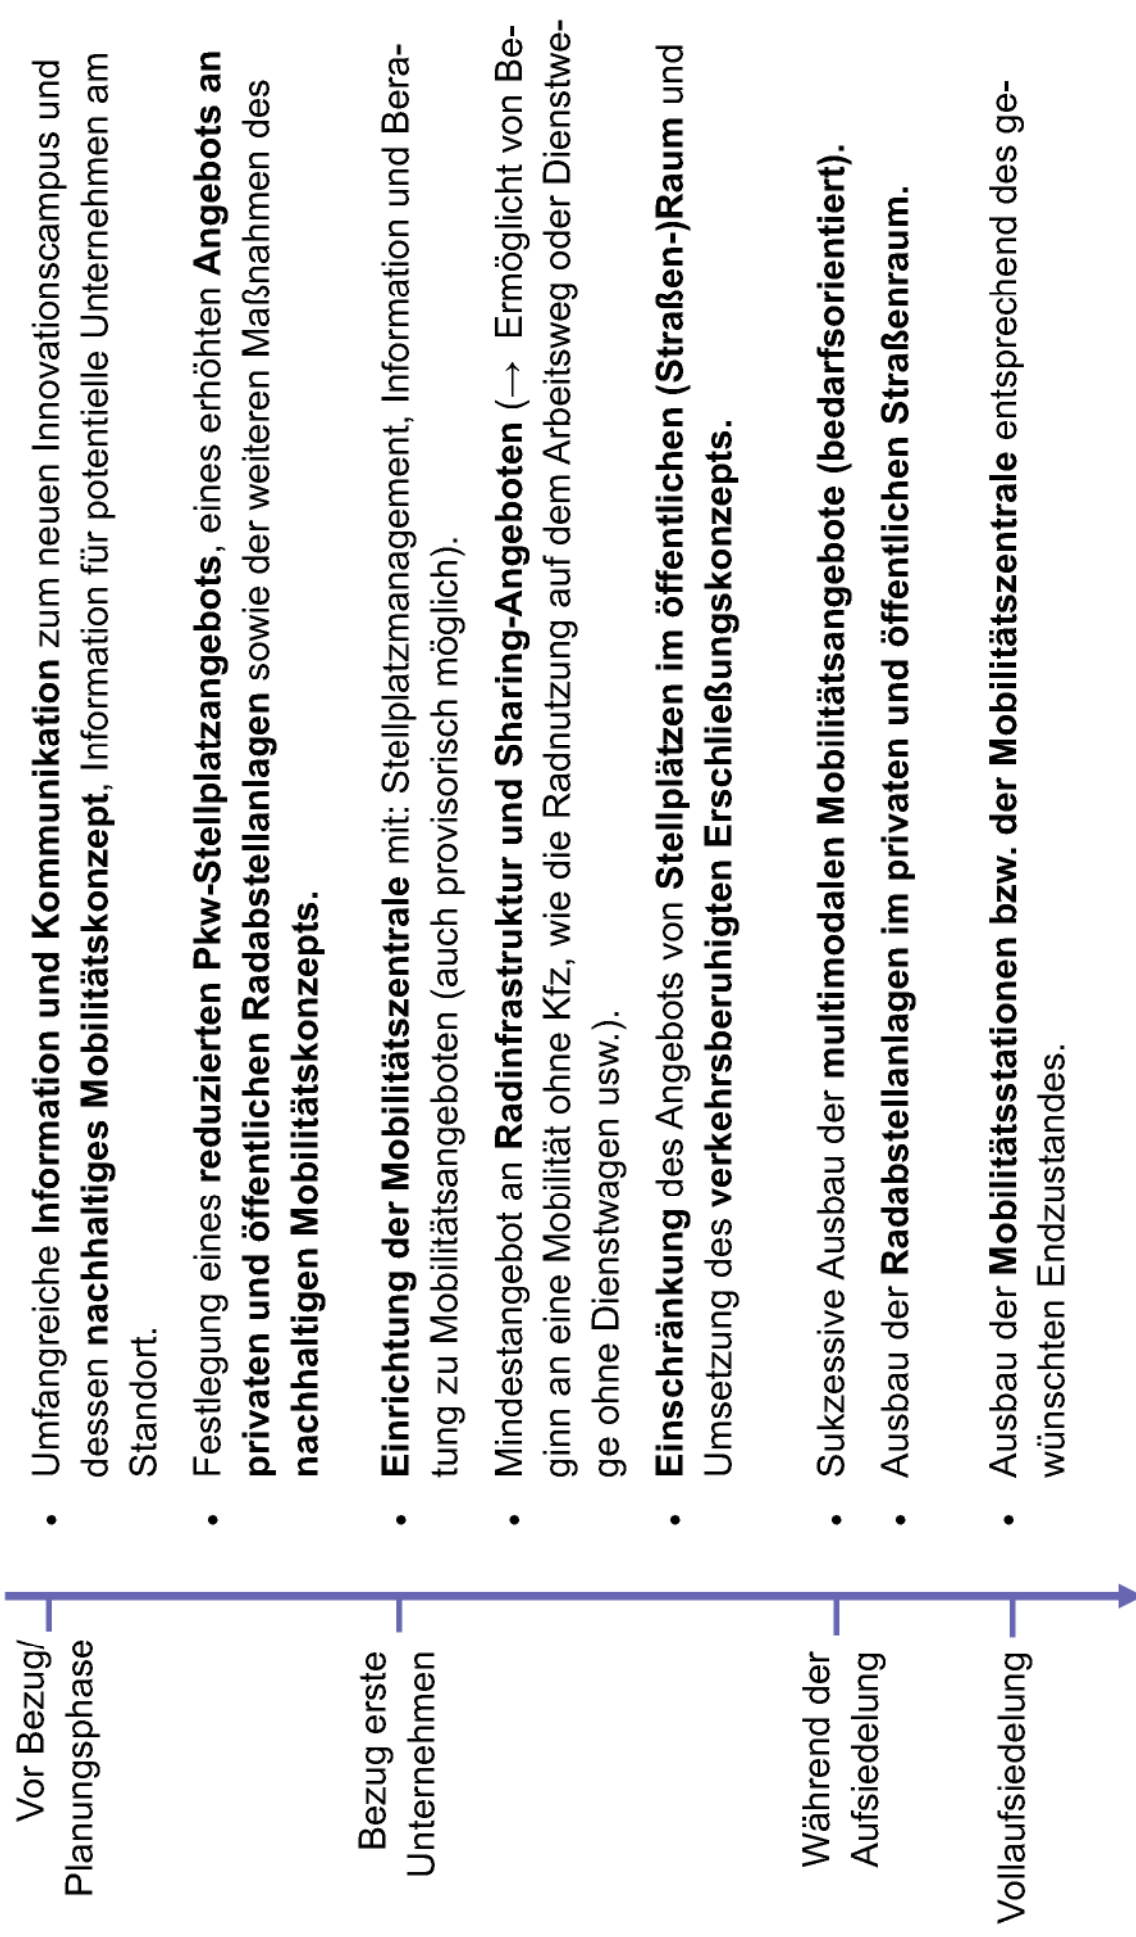 Vor Bezug/
Planungsphase
• Umfangreiche Information und Kommunikation zum neuen Innovationscampus und
dessen nachhaltiges Mobilitätskonzept, Information für potentielle Unternehmen am
Standort.
• Festlegung eines reduzierten Pkw-Stellplatzangebots, eines erhöhten Angebots an
privaten und öffentlichen Radabstellanlagen sowie der weiteren Maßnahmen des
nachhaltigen Mobilitätskonzepts.
Bezug erste
Unternehmen
• Einrichtung der Mobilitätszentrale mit: Stellplatzmanagement, Information und Bera-
tung zu Mobilitätsangeboten (auch provisorisch möglich).
• Mindestangebot an Radinfrastruktur und Sharing-Angeboten (→ Ermöglicht von Be-
ginn an eine Mobilität ohne Kfz, wie die Radnutzung auf dem Arbeitsweg oder Dienstwe-
ge ohne Dienstwagen usw.).
• Einschränkung des Angebots von Stellplätzen im öffentlichen (Straßen-)Raum und
Umsetzung des verkehrsberuhigten Erschließungskonzepts.
Während der
Aufsiedelung
• Sukzessive Ausbau der multimodalen Mobilitätsangebote (bedarfsorientiert).
• Ausbau der Radabstellanlagen im privaten und öffentlichen Straßenraum.
Vollaufsiedelung
• Ausbau der Mobilitätsstationen bzw. der Mobilitätszentrale entsprechend des ge-
wünschten Endzustandes.